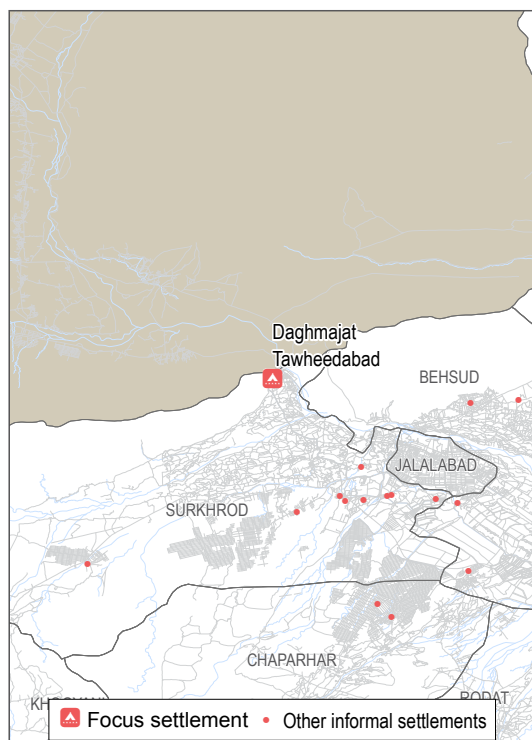 Daghmajat
Tawheedabad
BEHSUD
JALALABAD
SURKHROD
CHAPARHAR
Focus settlement
Other informal settlements